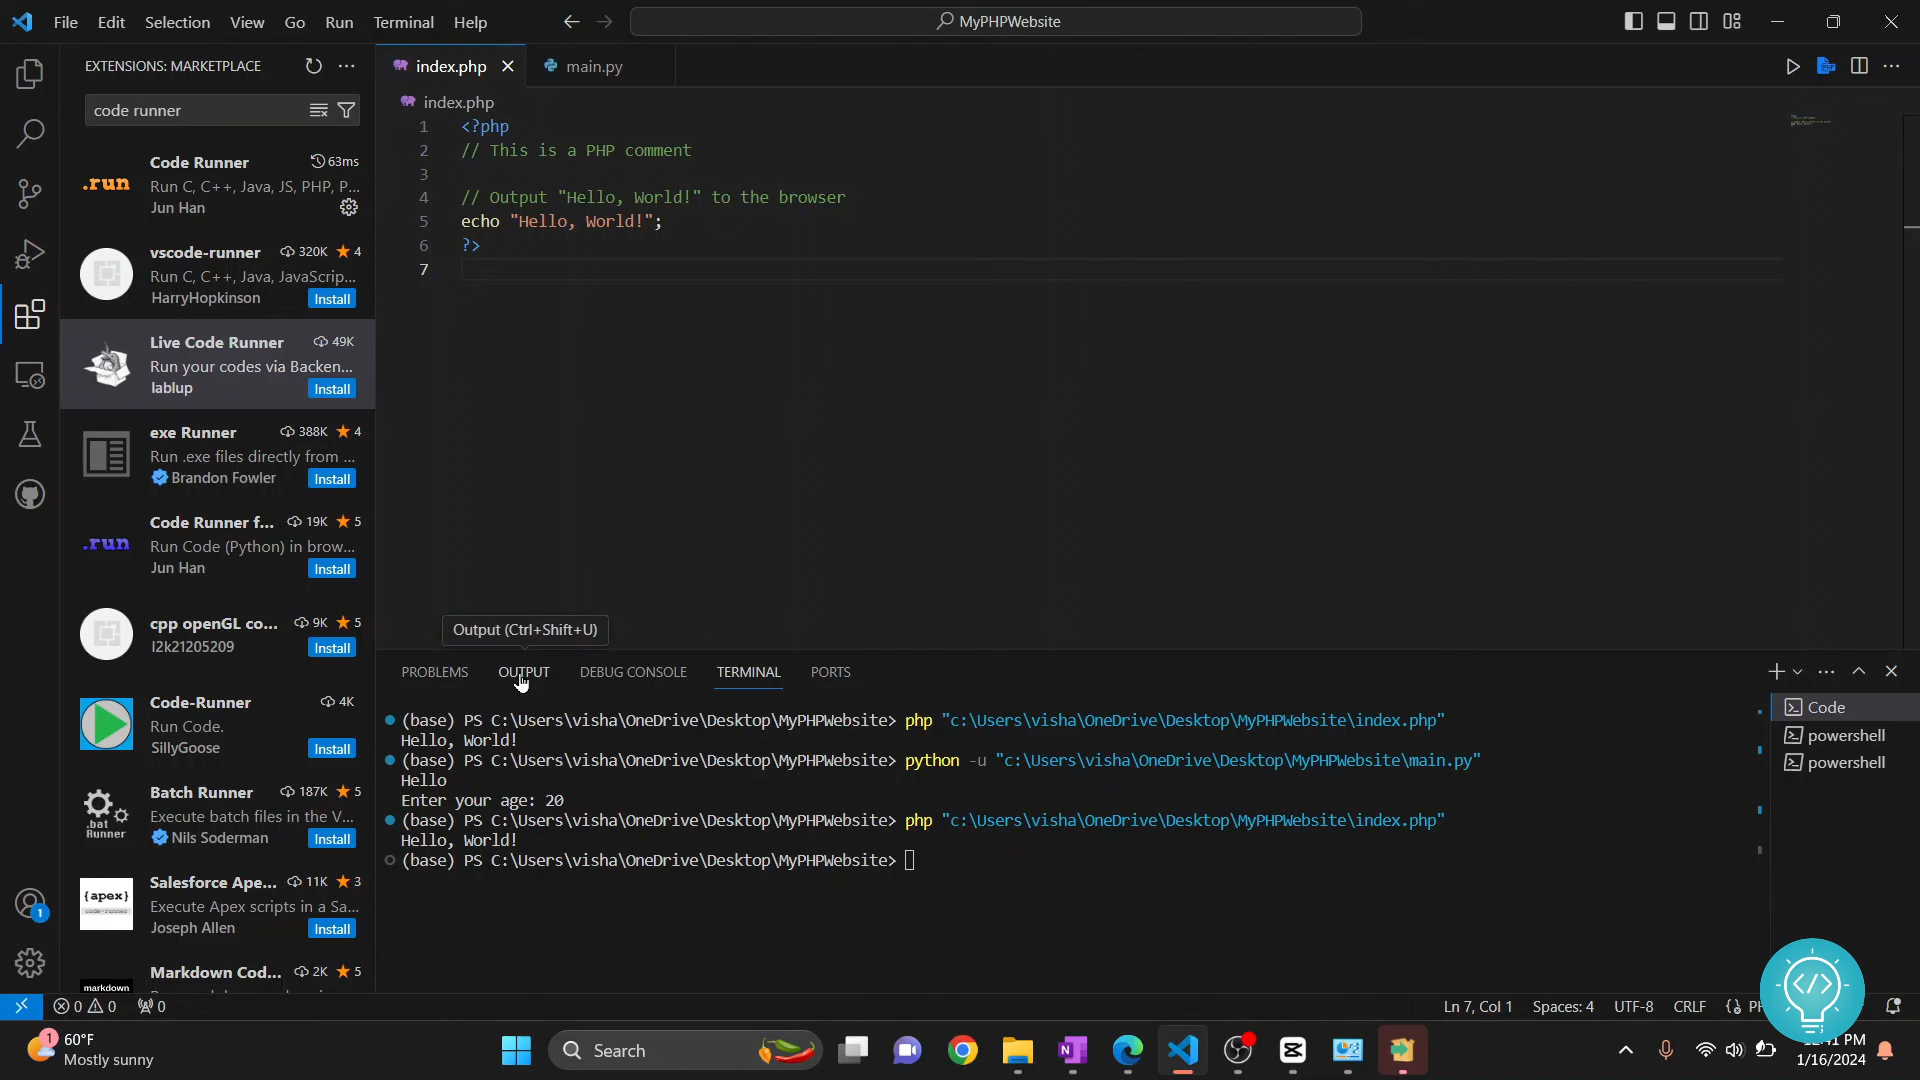 File Edit Selection View Go Run Terminal Help
MyPHPWebsite
EXTENSIONS: MARKETPLACE
code runner
.run
Code Runner 63ms
Run C, C++, Java, JS, PHP, P...
Jun Han
vscode-runner 320K 4
Run C, C++, Java, JavaScrip...
HarryHopkinson Install
Live Code Runner 49K
Run your codes via Backen...
lablup Install
exe Runner 388K 4
Run .exe files directly from ...
Brandon Fowler Install
.run
Code Runner f... 19K 5
Run Code (Python) in brow...
Jun Han Install
cpp openGL co... 9K 5
l2k21205209 Install
Code-Runner 4K
Run Code.
SillyGoose Install
.bat
Runner
Batch Runner 187K 5
Execute batch files in the V...
Nils Soderman Install
{apex}
code-runner
Salesforce Ape... 11K 3
Execute Apex scripts in a Sa...
Joseph Allen Install
markdown
Markdown Cod... 2K 5
index.php main.py
index.php
1 <?php
2 // This is a PHP comment
3
4 // Output "Hello, World!" to the browser
5 echo "Hello, World!";
6 ?>
7
Output (Ctrl+Shift+U)
PROBLEMS OUTPUT DEBUG CONSOLE TERMINAL PORTS
(base) PS C:\Users\visha\OneDrive\Desktop\MyPHPWebsite> php "c:\Users\visha\OneDrive\Desktop\MyPHPWebsite\index.php"
Hello, World!
(base) PS C:\Users\visha\OneDrive\Desktop\MyPHPWebsite> python -u "c:\Users\visha\OneDrive\Desktop\MyPHPWebsite\main.py"
Hello
Enter your age: 20
(base) PS C:\Users\visha\OneDrive\Desktop\MyPHPWebsite> php "c:\Users\visha\OneDrive\Desktop\MyPHPWebsite\index.php"
Hello, World!
(base) PS C:\Users\visha\OneDrive\Desktop\MyPHPWebsite>
Code
powershell
powershell
1
0 0 0
Ln 7, Col 1 Spaces: 4 UTF-8 CRLF
1
60°F
Mostly sunny
Search
PM
1/16/2024